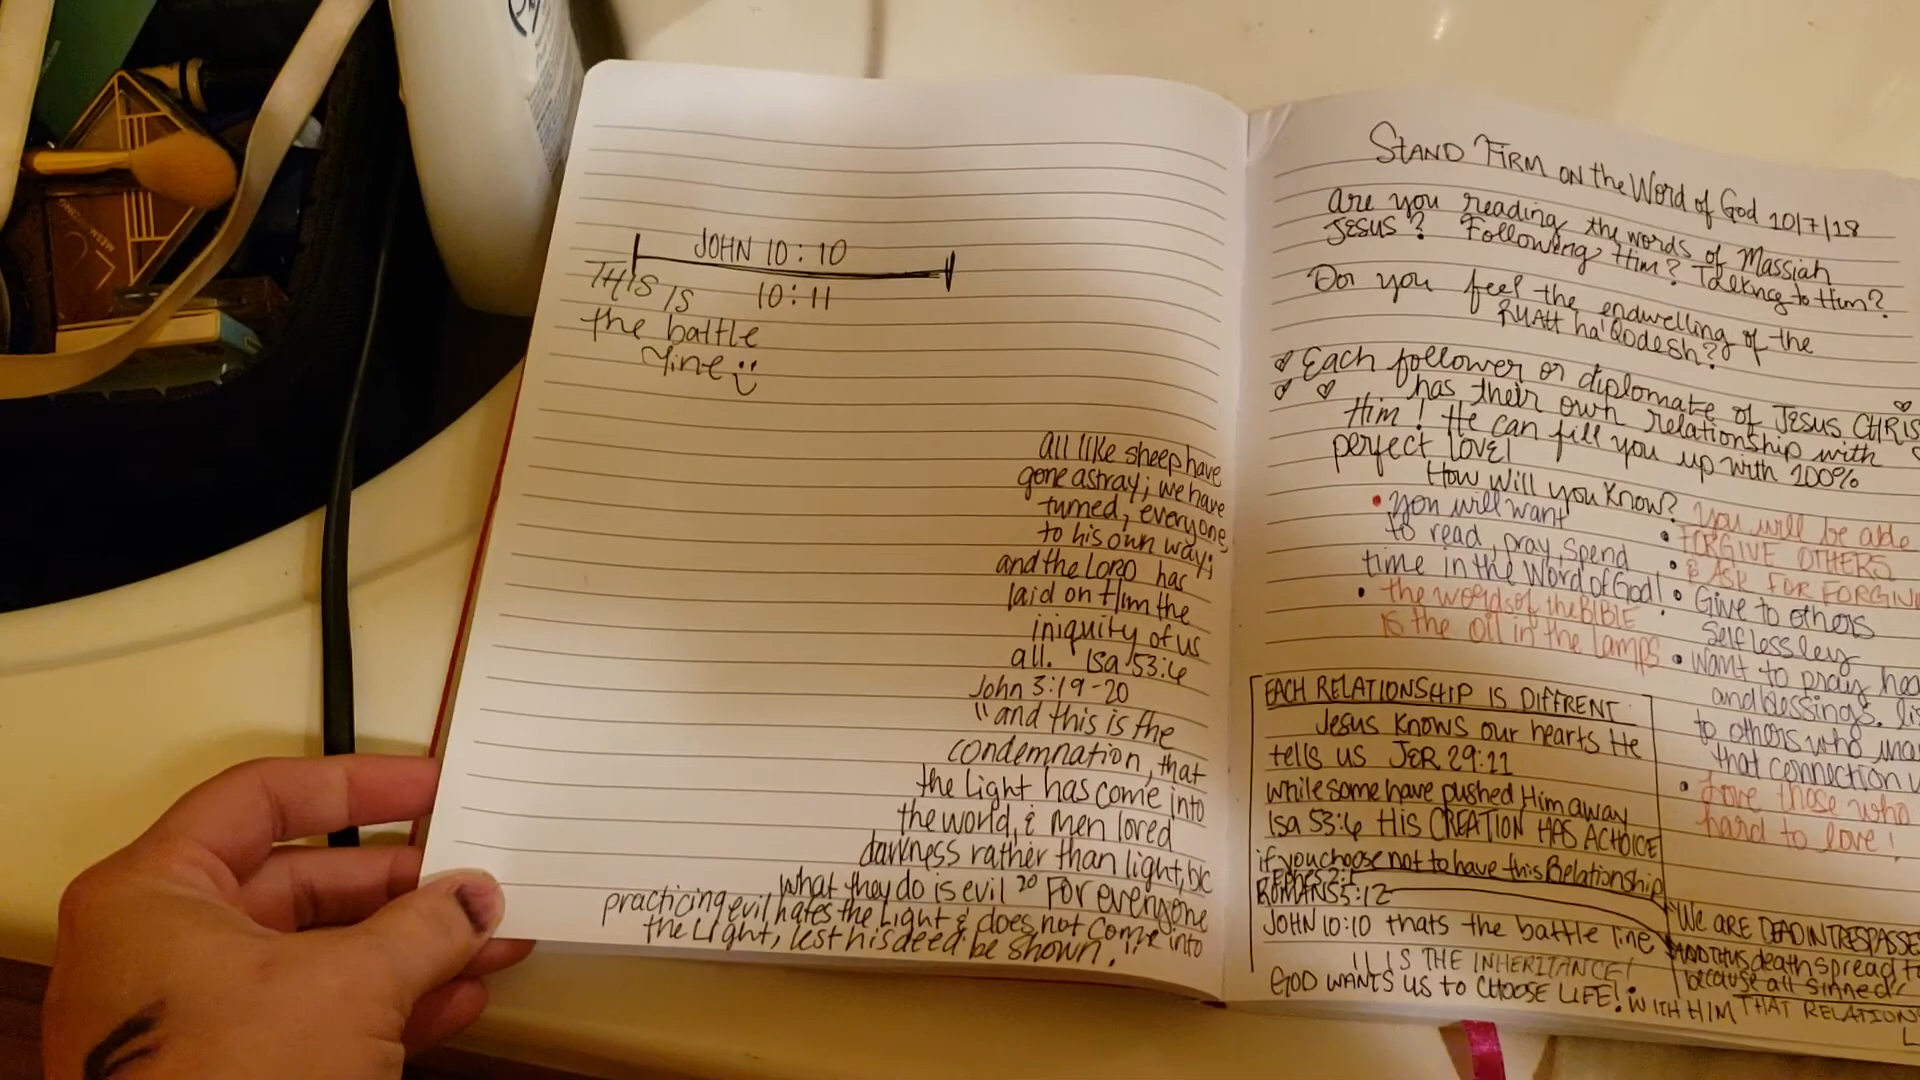 JOHN 10:10
10:11
THIS IS
the battle
line
all like sheep have
gone astray; we have
turned, everyone,
to his own way;
and the LORD has
laid on Him the
iniquity of us
all. Isa 53:6
John 3:19-20
"and this is the
condemnation, that
the Light has come into
the world, & men loved
darkness rather than light, bc
what they do is evil 20 For everyone
practicing evil hates the Light & does not come into
the Light, lest his deed be shown."
STAND FIRM ON the Word of God 10/7/18
are you reading the words of Massiah
JESUS? Following Him? Talking to Him?
Dor you feel the endwelling of the
RUAH ha'Qodesh?
Each follower or diplomate of JESUS CHRIS
has their own relationship with
Him! He can fill you up with 100%
perfect love!
How will you know?
• you will want
to read, pray, spend
time in the Word of God!
• the words of the BIBLE
is the oil in the lamps
you will be able
• FORGIVE OTHERS
• & ASK FOR FORGIVE
• Give to others
selflessley
• want to pray
and blessings.
to others who
that connection
• Love those who
hard to love!
EACH RELATIONSHIP IS DIFFRENT
Jesus knows our hearts He
tells us JER 29:11
while some have pushed Him away
Isa 53:6 HIS CREATION HAS A CHOICE
if you choose not to have this Relationship
Ephes 2:1
ROMANS 5:12
JOHN 10:10 thats the battle line
IT IS THE INHERITANCE!
GOD WANTS US TO CHOOSE LIFE! WITH HIM THAT RELATION
WE ARE DEAD IN TRESPASSE
AND thus death spread to
because all sinned